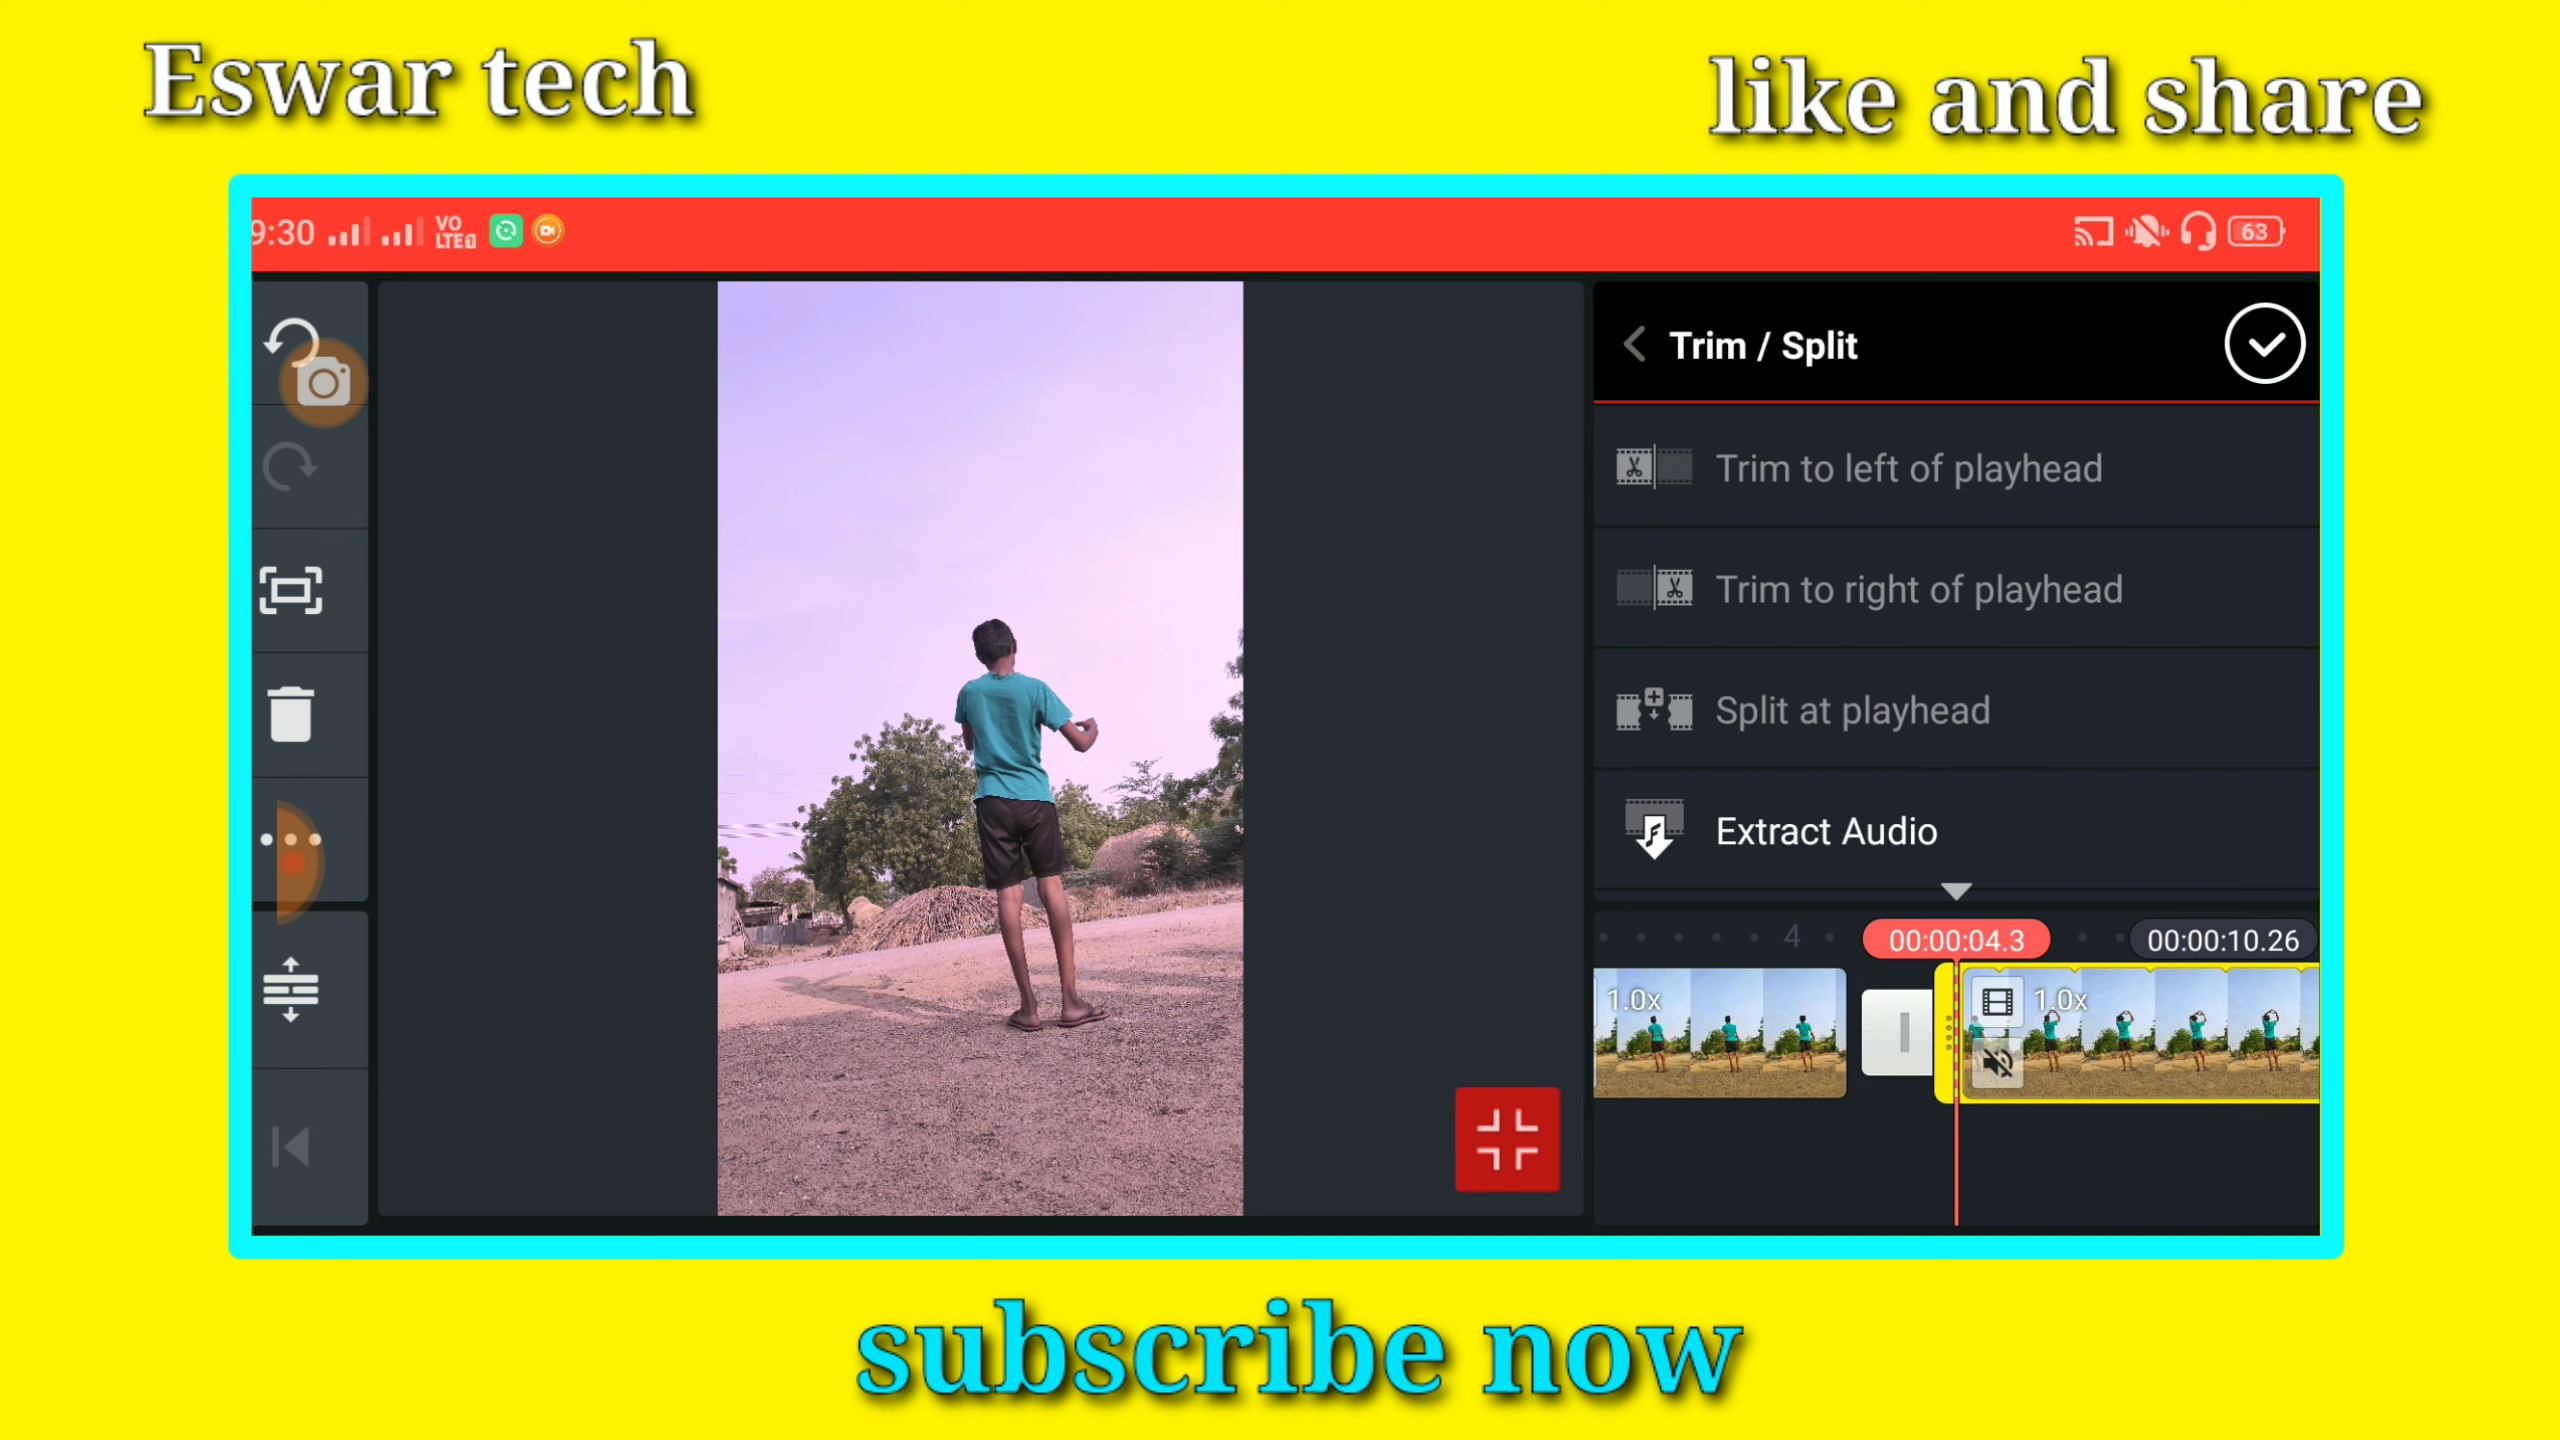 Eswar tech
like and share
9:30 VO LTE 63
Trim / Split
Trim to left of playhead
Trim to right of playhead
Split at playhead
Extract Audio
4 00:00:04.3 00:00:10.26
1.0x 1.0x
subscribe now